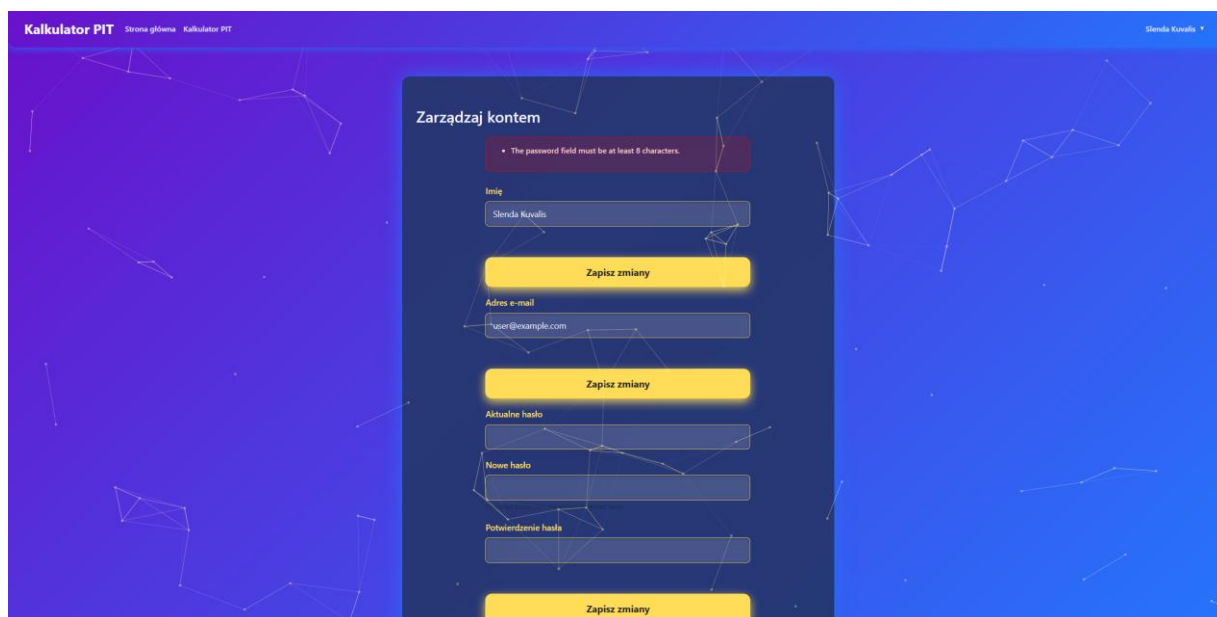 Kalkulator PIT Strona główna Kalkulator PIT Slenda Kuvalis ▼
Zarządzaj kontem
• The password field must be at least 8 characters.
Imię
Slenda Kuvalis
Zapisz zmiany
Adres e-mail
user@example.com
Zapisz zmiany
Aktualne hasło
Nowe hasło
Potwierdzenie hasła
Zapisz zmiany